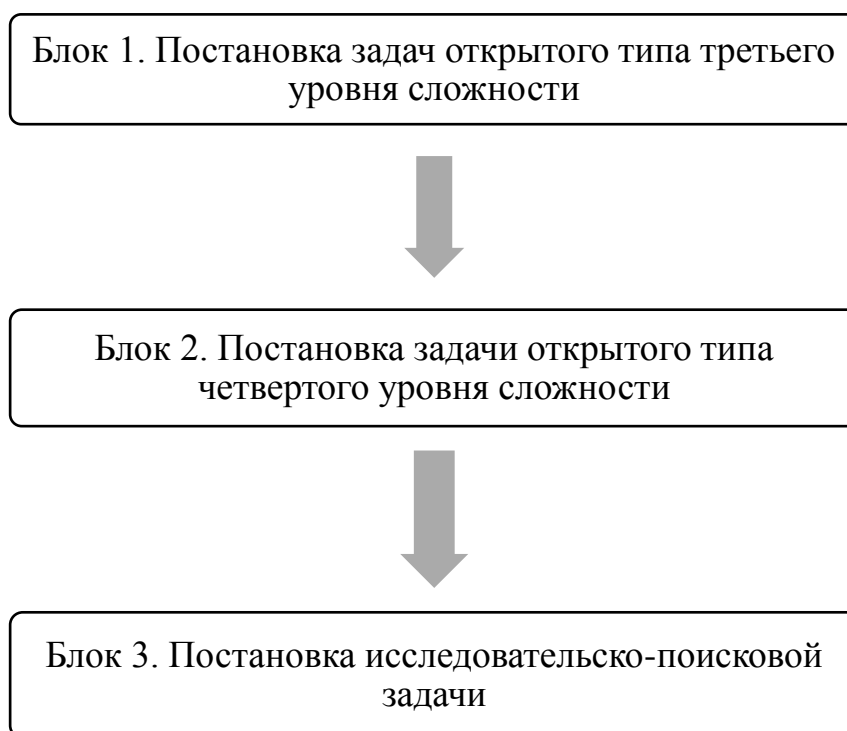 Блок 1. Постановка задач открытого типа третьего
уровня сложности
Блок 2. Постановка задачи открытого типа
четвертого уровня сложности
Блок 3. Постановка исследовательско-поисковой
задачи